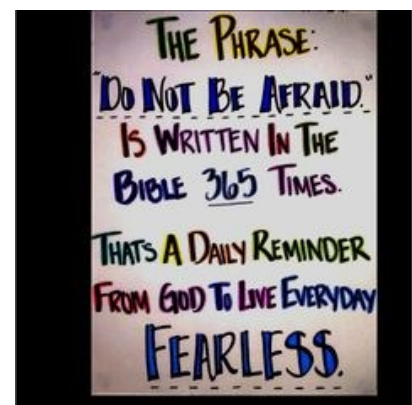 THE PHRASE:
"DO NOT BE AFRAID."
IS WRITTEN IN THE
BIBLE 365 TIMES.
THATS A DAILY REMINDER
FROM GOD TO LIVE EVERYDAY
FEARLESS.